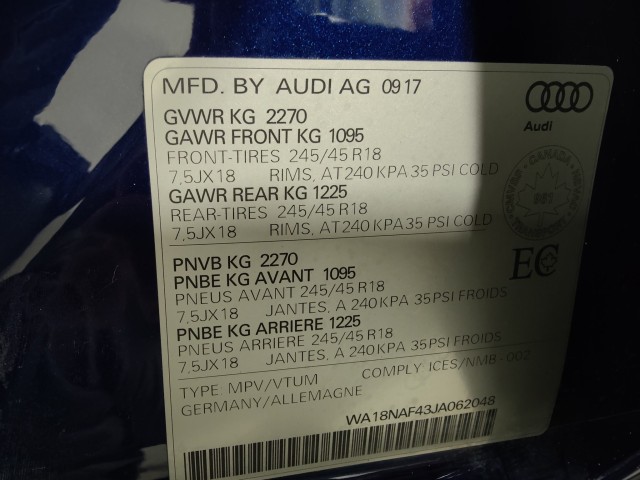 MFD. BY AUDI AG 0917
Audi
GVWR KG 2270
GAWR FRONT KG 1095
FRONT-TIRES 245/45 R18
7,5JX18 RIMS, AT 240 KPA 35 PSI COLD
GAWR REAR KG 1225
REAR-TIRES 245/45 R18
7,5JX18 RIMS, AT 240 KPA 35 PSI COLD
CANADA
PNVB KG 2270
PNBE KG AVANT 1095
PNEUS AVANT 245/45 R18
7,5JX18 JANTES, A 240 KPA 35 PSI FROIDS
PNBE KG ARRIERE 1225
PNEUS ARRIERE 245/45 R18
7,5JX18 JANTES, A 240 KPA 35 PSI FROIDS
EC
TYPE: MPV/VTUM COMPLY: ICES/NMB-002
GERMANY/ALLEMAGNE
WA18NAF43JA062048